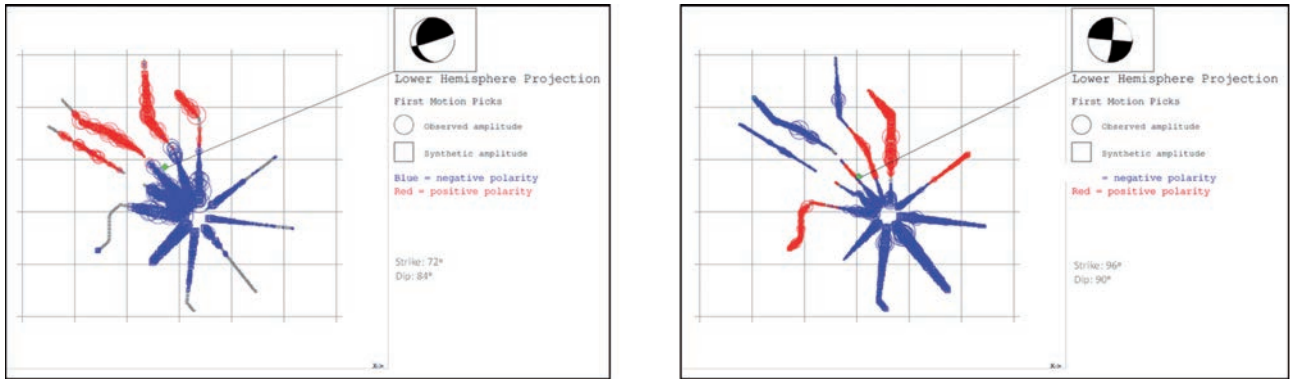 Lower Hemisphere Projection
First Motion Picks
Observed amplitude
Synthetic amplitude
Blue = negative polarity
Red = positive polarity
Strike: 72°
Dip: 84°
X->
Lower Hemisphere Projection
First Motion Picks
Observed amplitude
Synthetic amplitude
= negative polarity
Red = positive polarity
Strike: 96°
Dip: 90°
X->